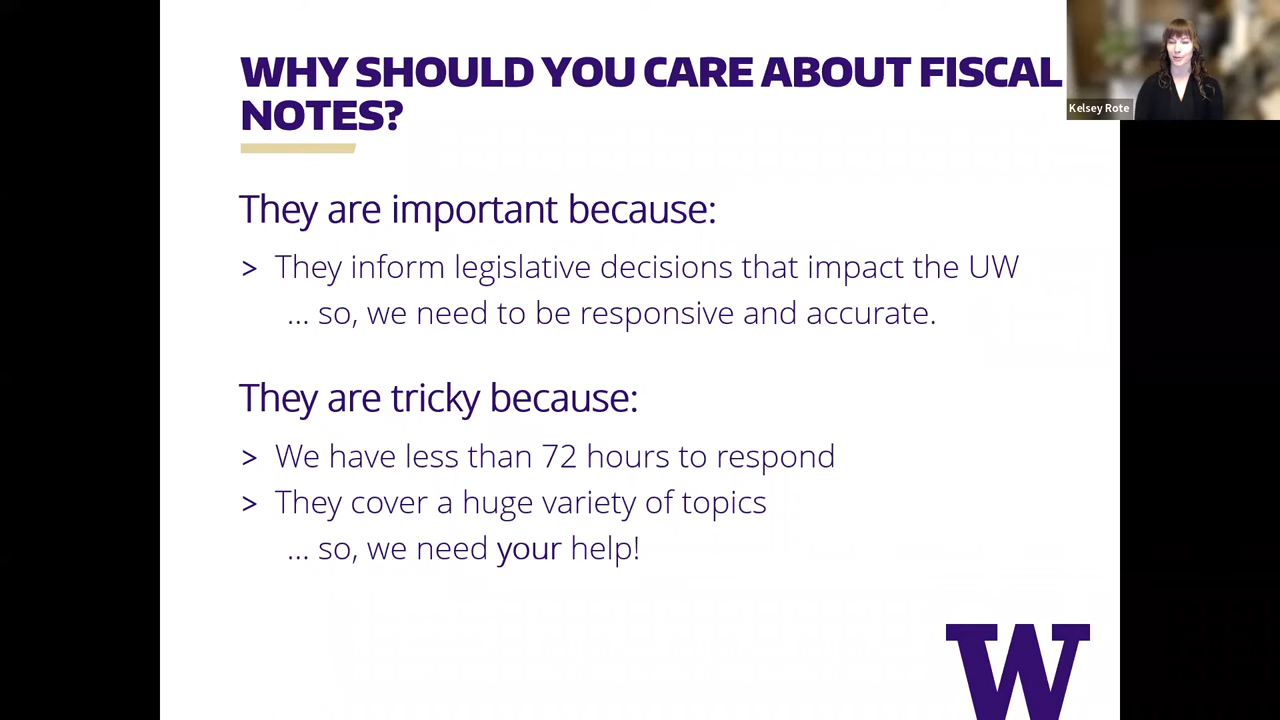 WHY SHOULD YOU CARE ABOUT FISCAL
NOTES?
Kelsey Rote
They are important because:
> They inform legislative decisions that impact the UW
... so, we need to be responsive and accurate.
They are tricky because:
> We have less than 72 hours to respond
> They cover a huge variety of topics
... so, we need your help!
W